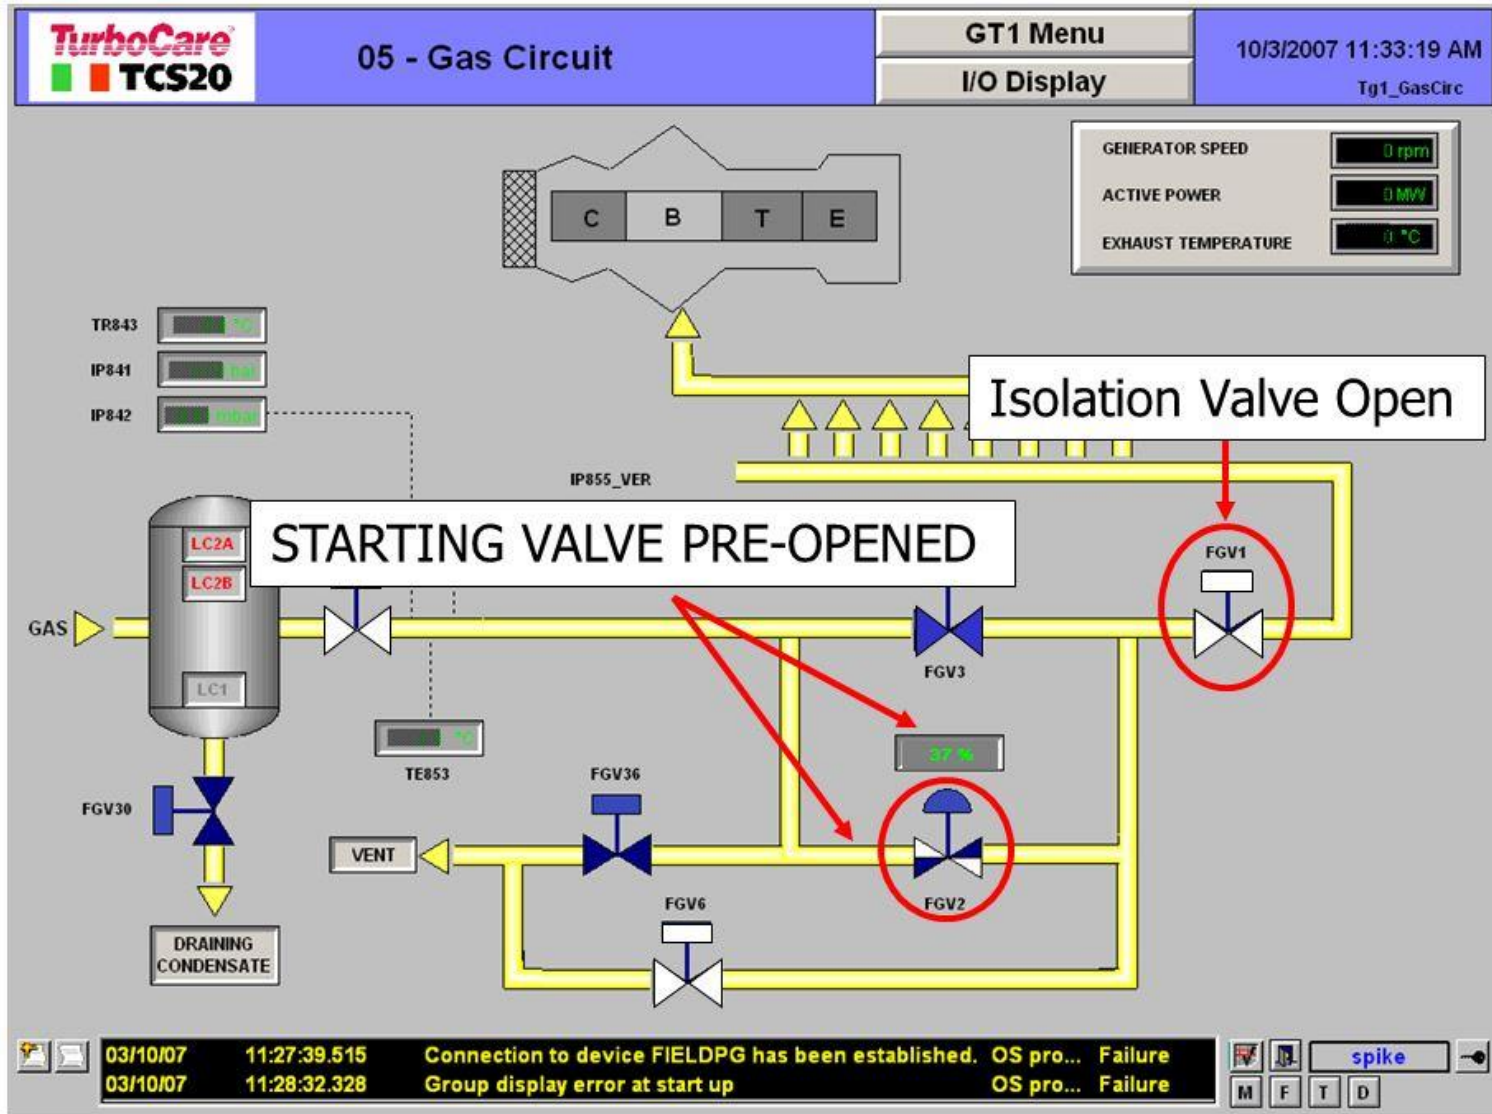 TurboCare
TCS20
05 - Gas Circuit
GT1 Menu
I/O Display
10/3/2007 11:33:19 AM
Tg1_GasCirc
GENERATOR SPEED 0 rpm
ACTIVE POWER 0 MW
EXHAUST TEMPERATURE 0 °C
C B T E
TR843 °C
IP841 bar
IP842 mbar
Isolation Valve Open
IP855_VER
STARTING VALVE PRE-OPENED
LC2A
LC2B
FGV1
GAS
FGV3
LC1
37 %
°C
TE853
FGV36
FGV30
VENT
FGV6
FGV2
DRAINING
CONDENSATE
03/10/07 11:27:39.515 Connection to device FIELDPG has been established. OS pro... Failure
03/10/07 11:28:32.328 Group display error at start up OS pro... Failure
spike
M F T D